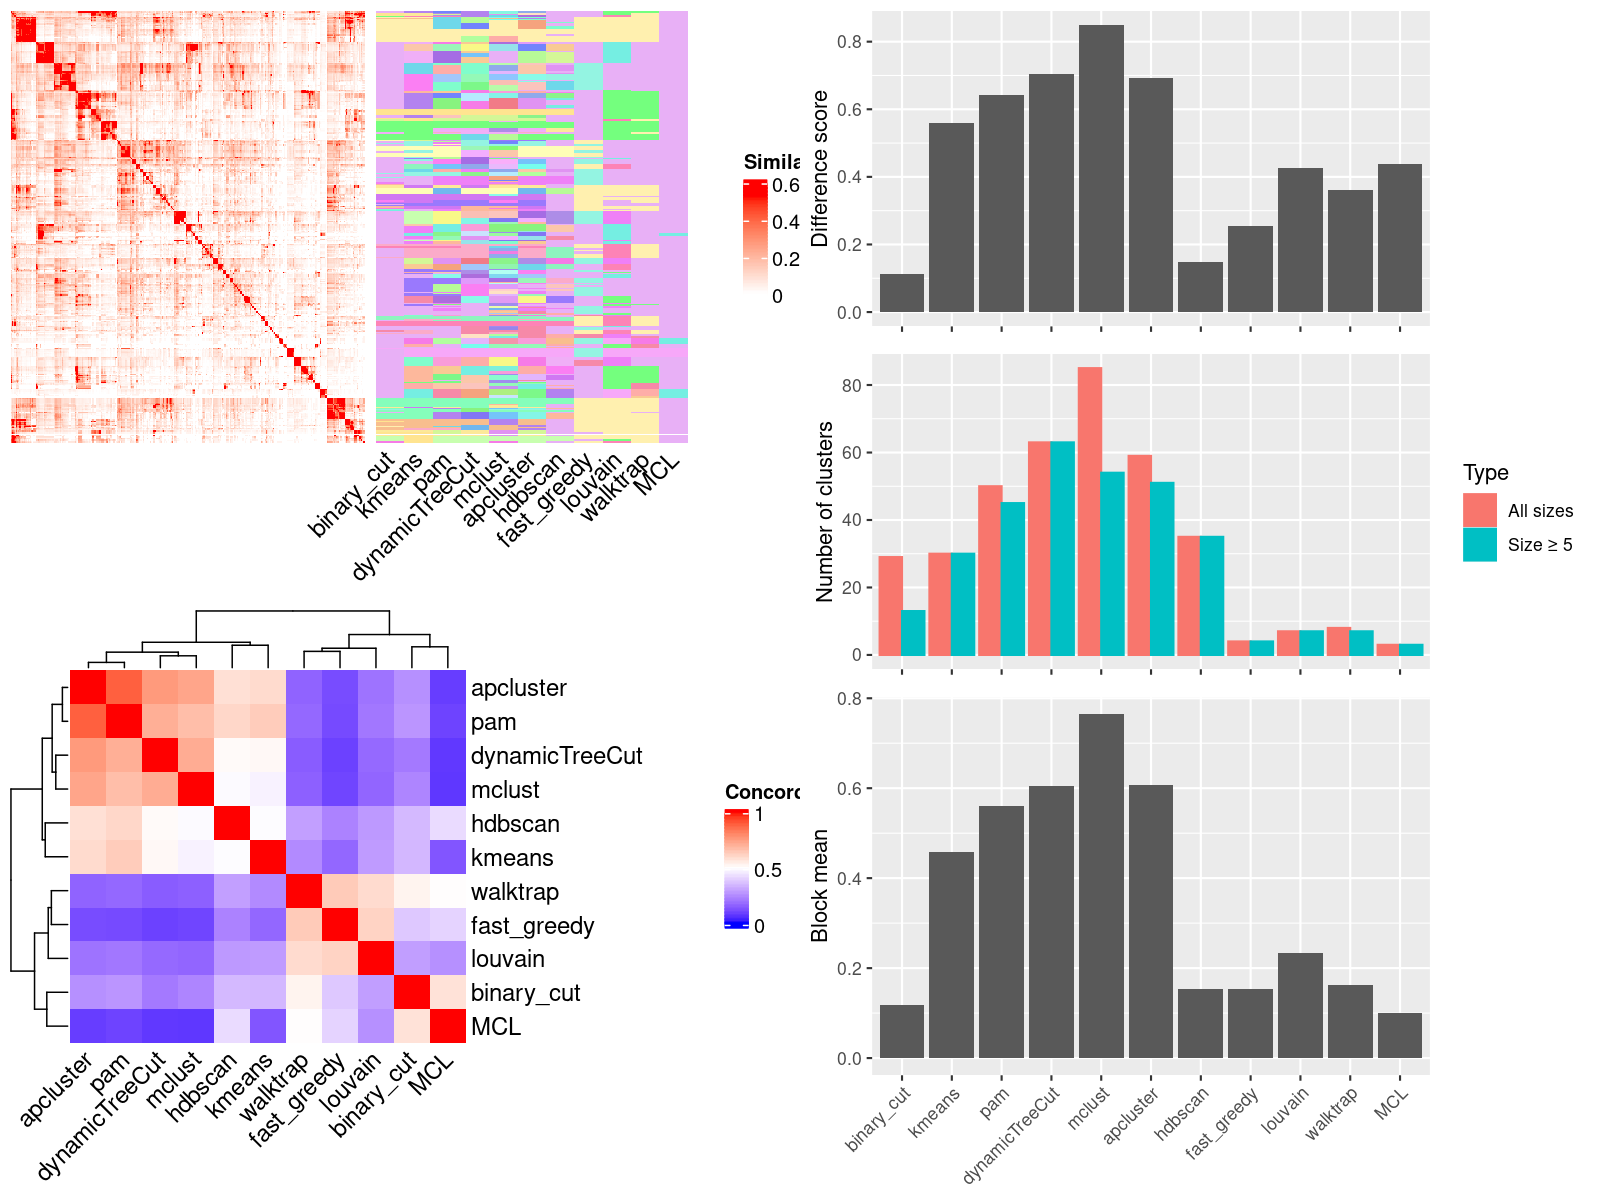 Simila
0.6
0.4
0.2
0
binary_cut
kmeans
pam
dynamicTreeCut
mclust
apcluster
hdbscan
fast_greedy
louvain
walktrap
MCL
apcluster
pam
dynamicTreeCut
mclust
hdbscan
kmeans
walktrap
fast_greedy
louvain
binary_cut
MCL
apcluster
pam
dynamicTreeCut
mclust
hdbscan
kmeans
walktrap
fast_greedy
louvain
binary_cut
MCL
Concord
1
0.5
0
Difference score
0.8
0.6
0.4
0.2
0.0
Number of clusters
80
60
40
20
0
Type
All sizes
Size ≥ 5
Block mean
0.8
0.6
0.4
0.2
0.0
binary_cut
kmeans
pam
dynamicTreeCut
mclust
apcluster
hdbscan
fast_greedy
louvain
walktrap
MCL